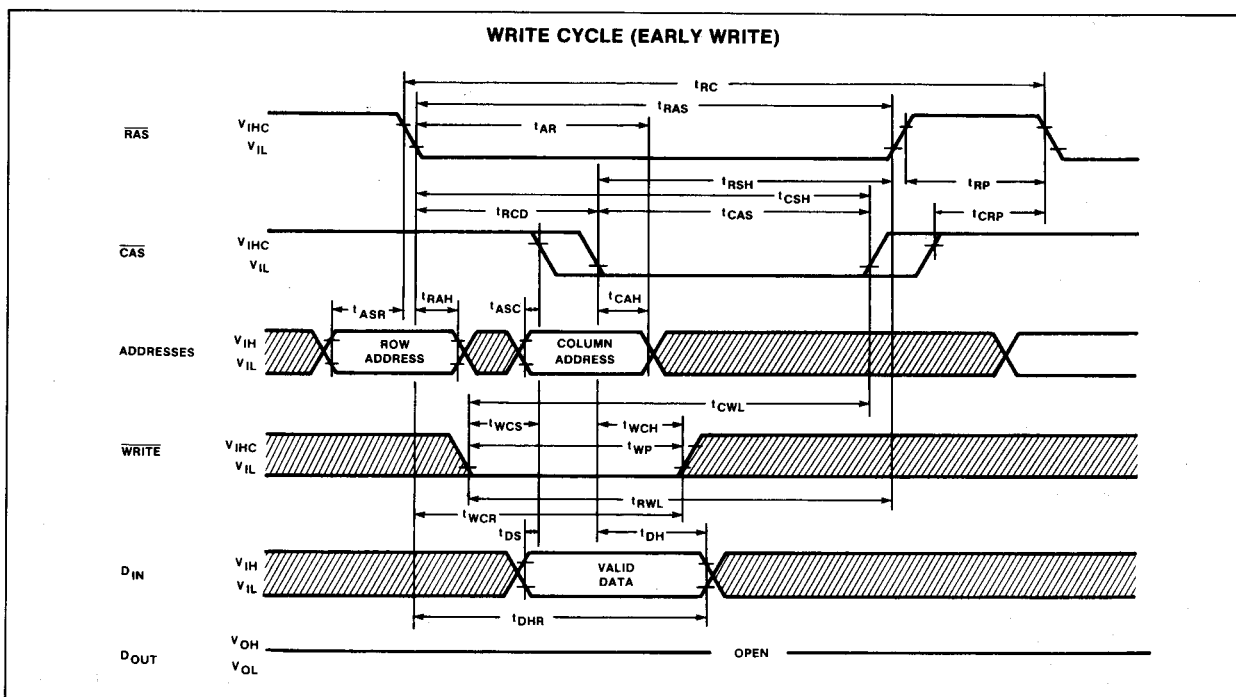 WRITE CYCLE (EARLY WRITE)
tRC
tRAS
tAR
RAS
VIHC
VIL
tRSH
tRP
tCSH
tRCD
tCAS
tCRP
CAS
VIHC
VIL
tASR
tRAH
tASC
tCAH
ADDRESSES
VIH
VIL
ROW
ADDRESS
COLUMN
ADDRESS
tCWL
tWCS
tWCH
WRITE
VIHC
VIL
tWP
tRWL
tWCR
tDS
tDH
DIN
VIH
VIL
VALID
DATA
tDHR
DOUT
VOH
VOL
OPEN